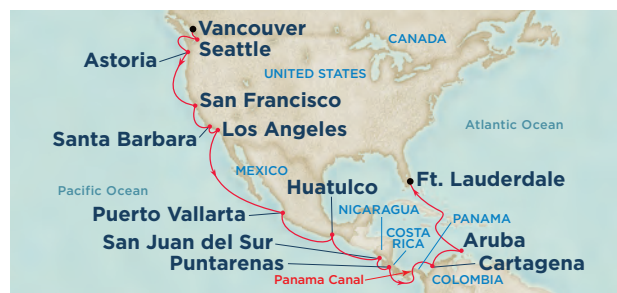 Vancouver
Seattle
CANADA
Astoria
UNITED STATES
San Francisco
Santa Barbara
Los Angeles
Atlantic Ocean
MEXICO
Ft. Lauderdale
Pacific Ocean
Huatulco
Puerto Vallarta
NICARAGUA
PANAMA
San Juan del Sur
COSTA
RICA
Aruba
Puntarenas
Cartagena
Panama Canal
COLOMBIA